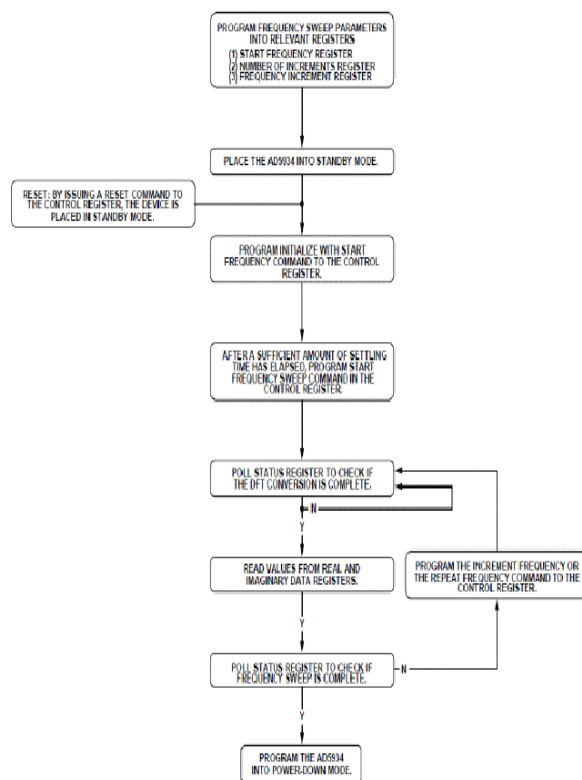 PROGRAM FREQUENCY SWEEP PARAMETERS
INTO RELEVANT REGISTERS
(1) START FREQUENCY REGISTER
(2) NUMBER OF INCREMENTS REGISTER
(3) FREQUENCY INCREMENT REGISTER
PLACE THE AD5934 INTO STANDBY MODE.
RESET: BY ISSUING A RESET COMMAND TO
THE CONTROL REGISTER, THE DEVICE IS
PLACED IN STANDBY MODE.
PROGRAM INITIALIZE WITH START
FREQUENCY COMMAND TO THE CONTROL
REGISTER.
AFTER A SUFFICIENT AMOUNT OF SETTLING
TIME HAS ELAPSED, PROGRAM START
FREQUENCY SWEEP COMMAND IN THE
CONTROL REGISTER.
POLL STATUS REGISTER TO CHECK IF
THE DFT CONVERSION IS COMPLETE.
N
Y
READ VALUES FROM REAL AND
IMAGINARY DATA REGISTERS.
PROGRAM THE INCREMENT FREQUENCY OR
THE REPEAT FREQUENCY COMMAND TO THE
CONTROL REGISTER.
Y
POLL STATUS REGISTER TO CHECK IF
FREQUENCY SWEEP IS COMPLETE.
N
Y
PROGRAM THE AD5934
INTO POWER-DOWN MODE.